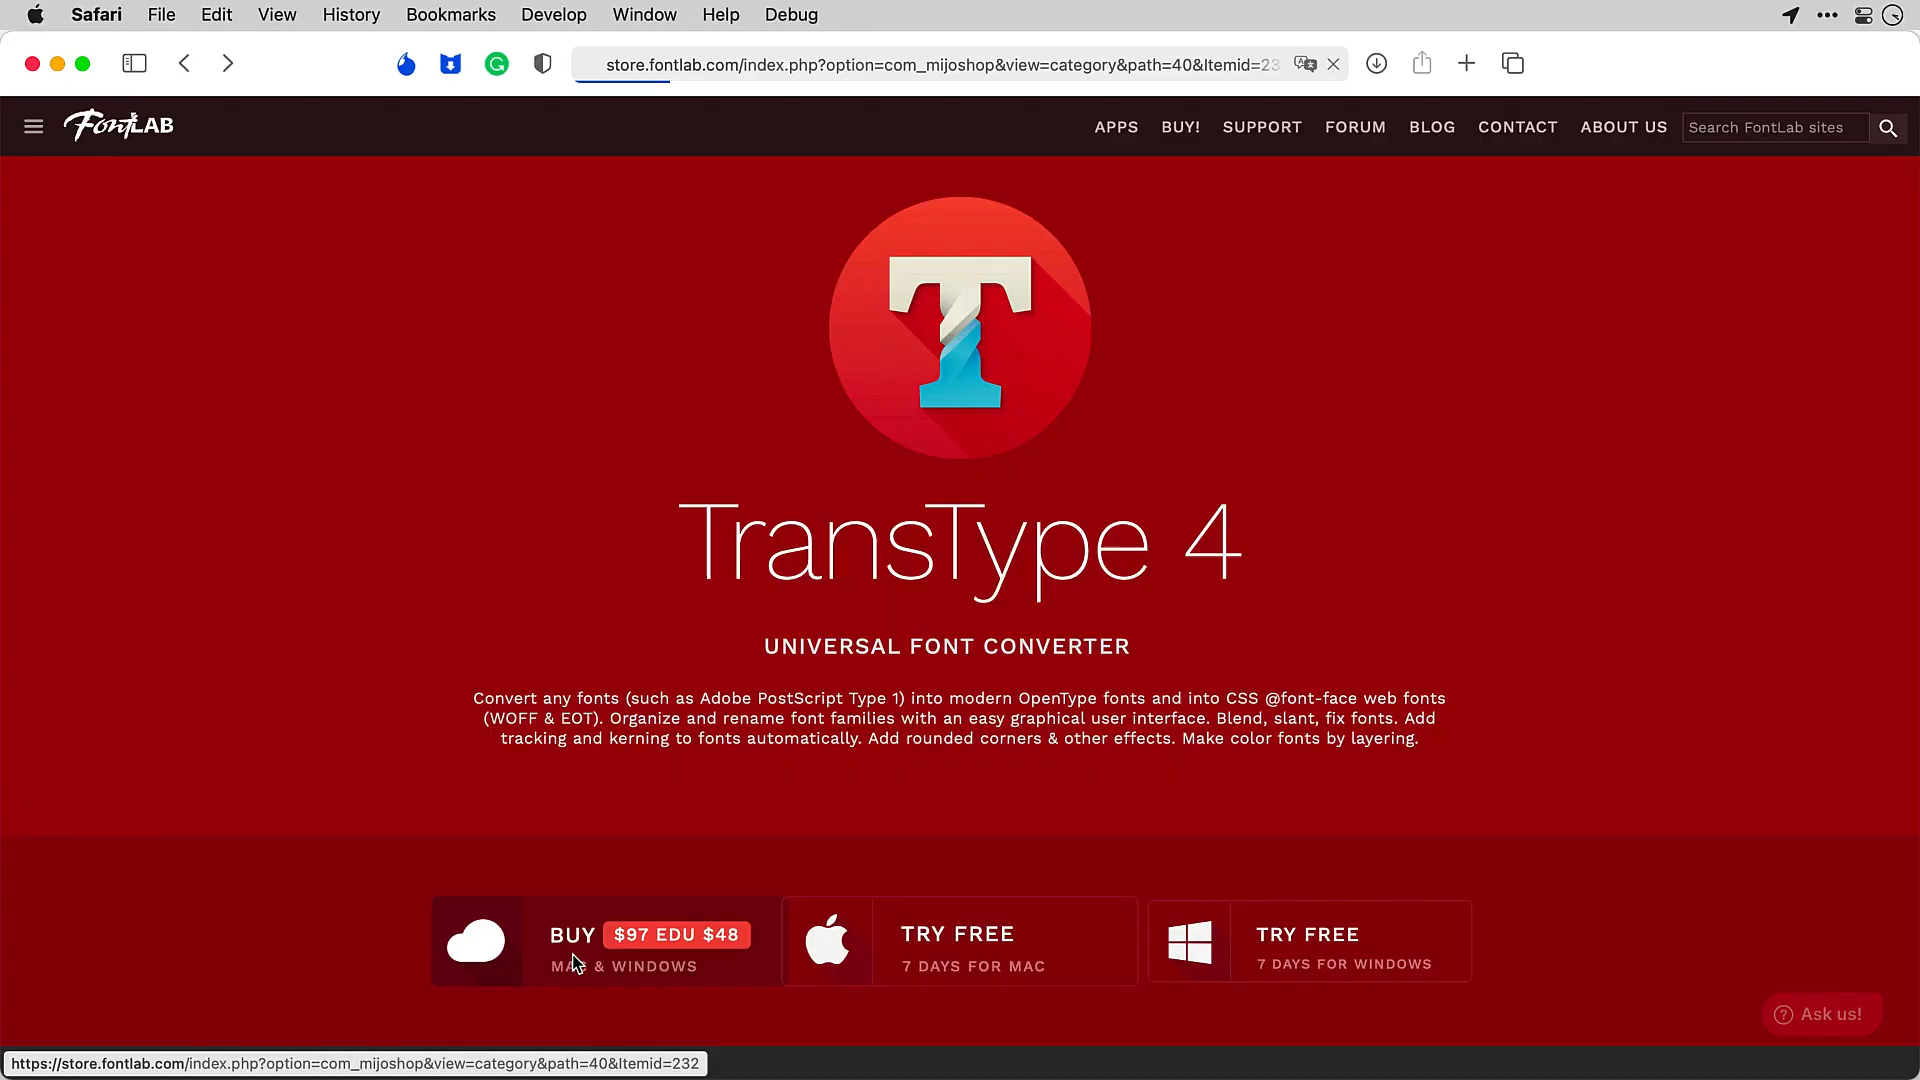 Safari File Edit View History Bookmarks Develop Window Help Debug
store.fontlab.com/index.php?option=com_mijoshop&view=category&path=40&Itemid=23
FontLAB
APPS BUY! SUPPORT FORUM BLOG CONTACT ABOUT US Search FontLab sites
TransType 4
UNIVERSAL FONT CONVERTER
Convert any fonts (such as Adobe PostScript Type 1) into modern OpenType fonts and into CSS @font-face web fonts
(WOFF & EOT). Organize and rename font families with an easy graphical user interface. Blend, slant, fix fonts. Add
tracking and kerning to fonts automatically. Add rounded corners & other effects. Make color fonts by layering.
BUY $97 EDU $48
MAC & WINDOWS
TRY FREE
7 DAYS FOR MAC
TRY FREE
7 DAYS FOR WINDOWS
? Ask us!
https://store.fontlab.com/index.php?option=com_mijoshop&view=category&path=40&Itemid=232